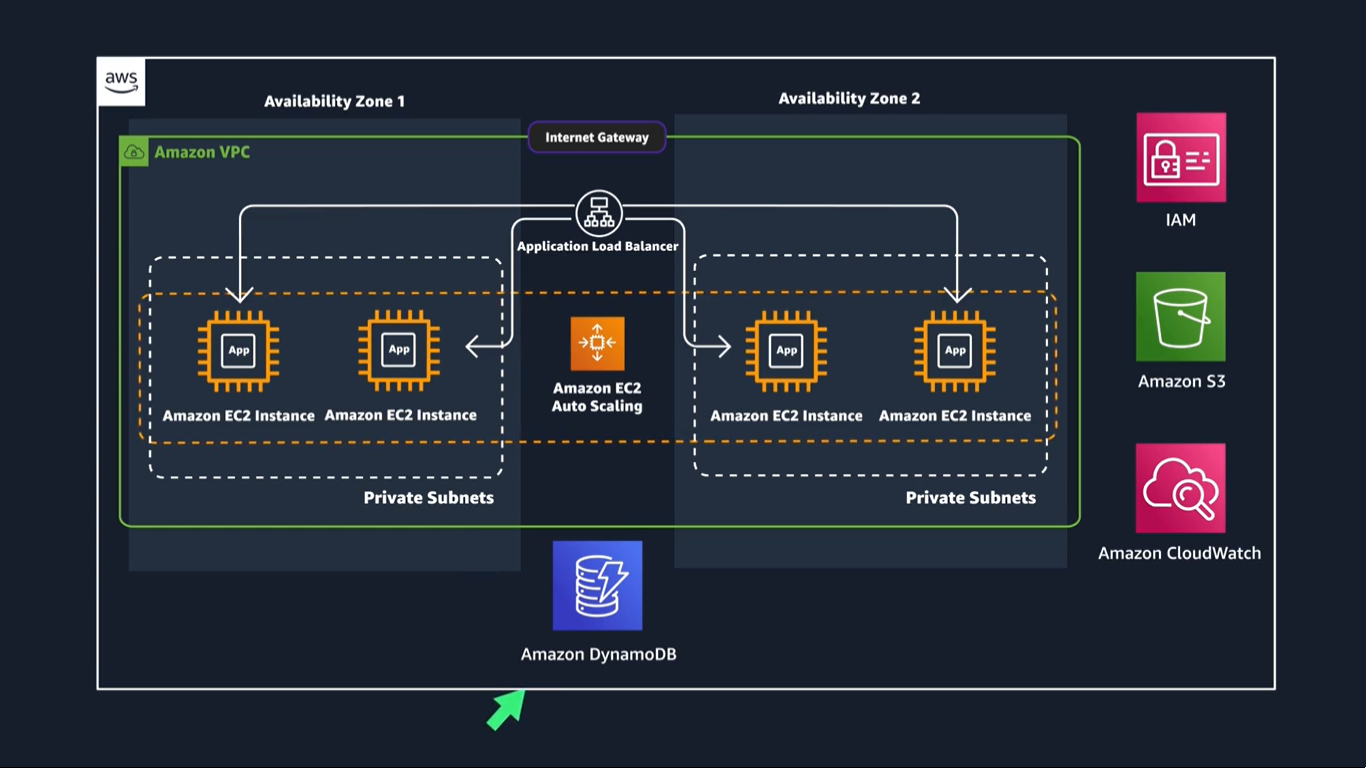 aws
Availability Zone 1
Availability Zone 2
Internet Gateway
Amazon VPC
Application Load Balancer
IAM
App
App
App
App
Amazon EC2 Instance
Amazon EC2 Instance
Amazon EC2
Auto Scaling
Amazon EC2 Instance
Amazon EC2 Instance
Amazon S3
Private Subnets
Private Subnets
Amazon CloudWatch
Amazon DynamoDB